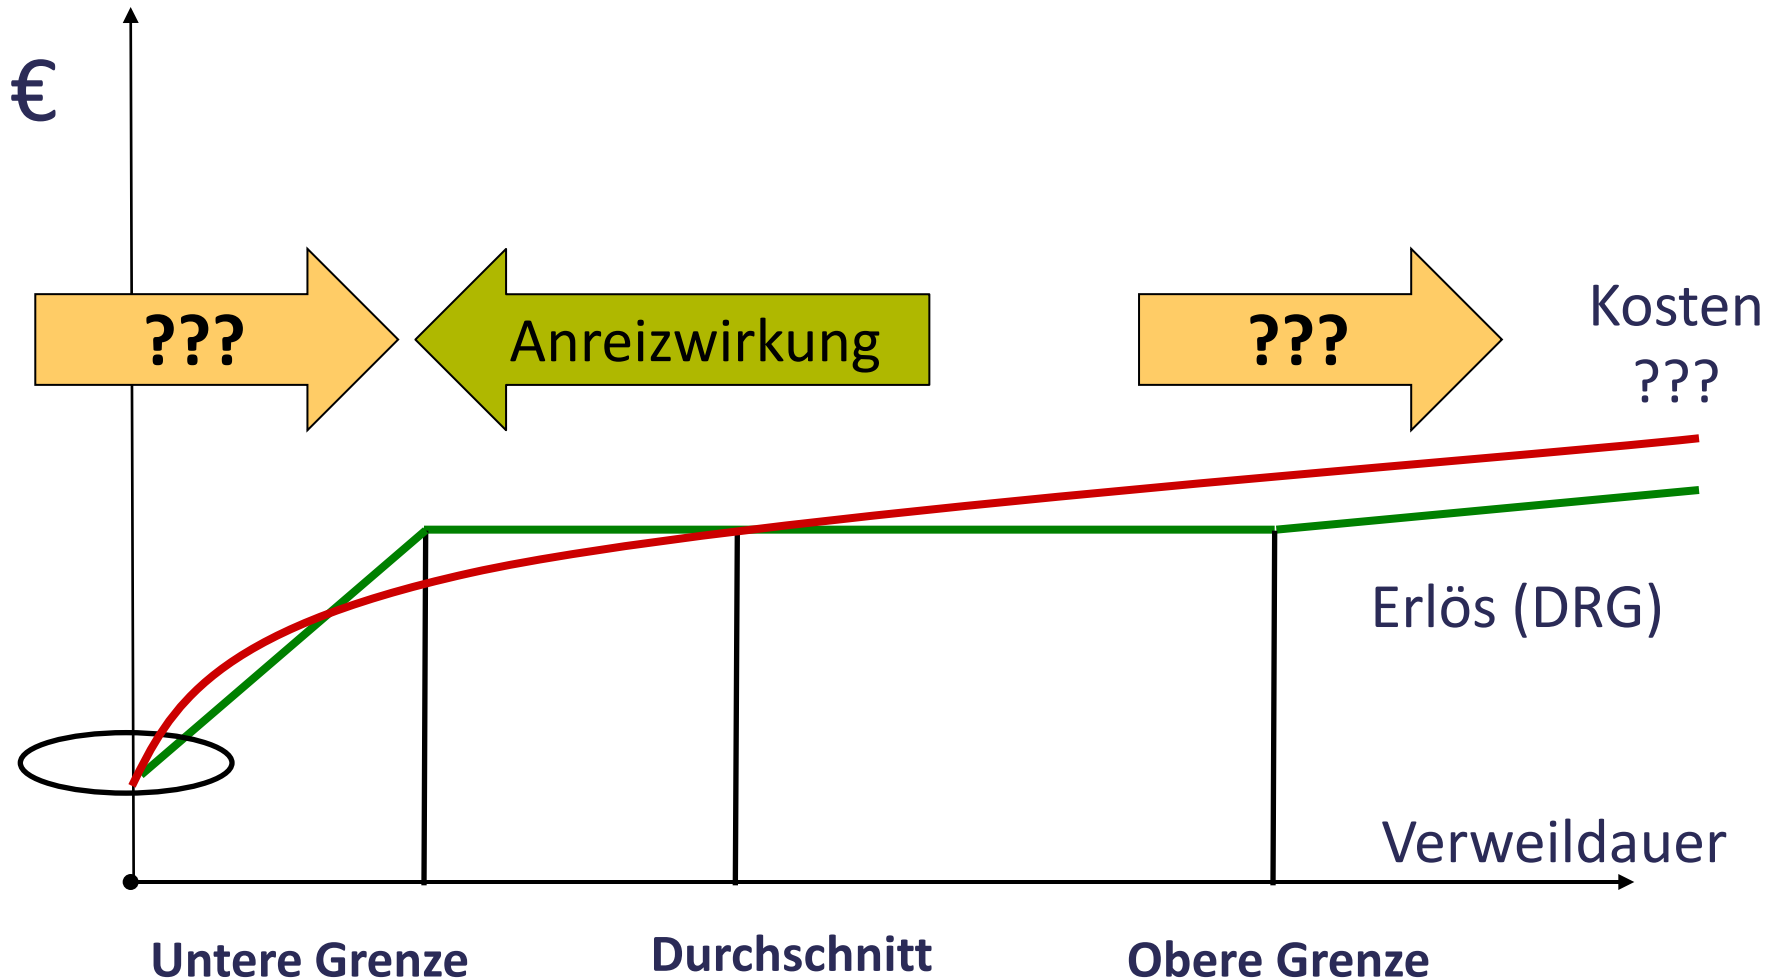 €
???
Anreizwirkung
???
Kosten
???
Erlös (DRG)
Verweildauer
Untere Grenze
Durchschnitt
Obere Grenze